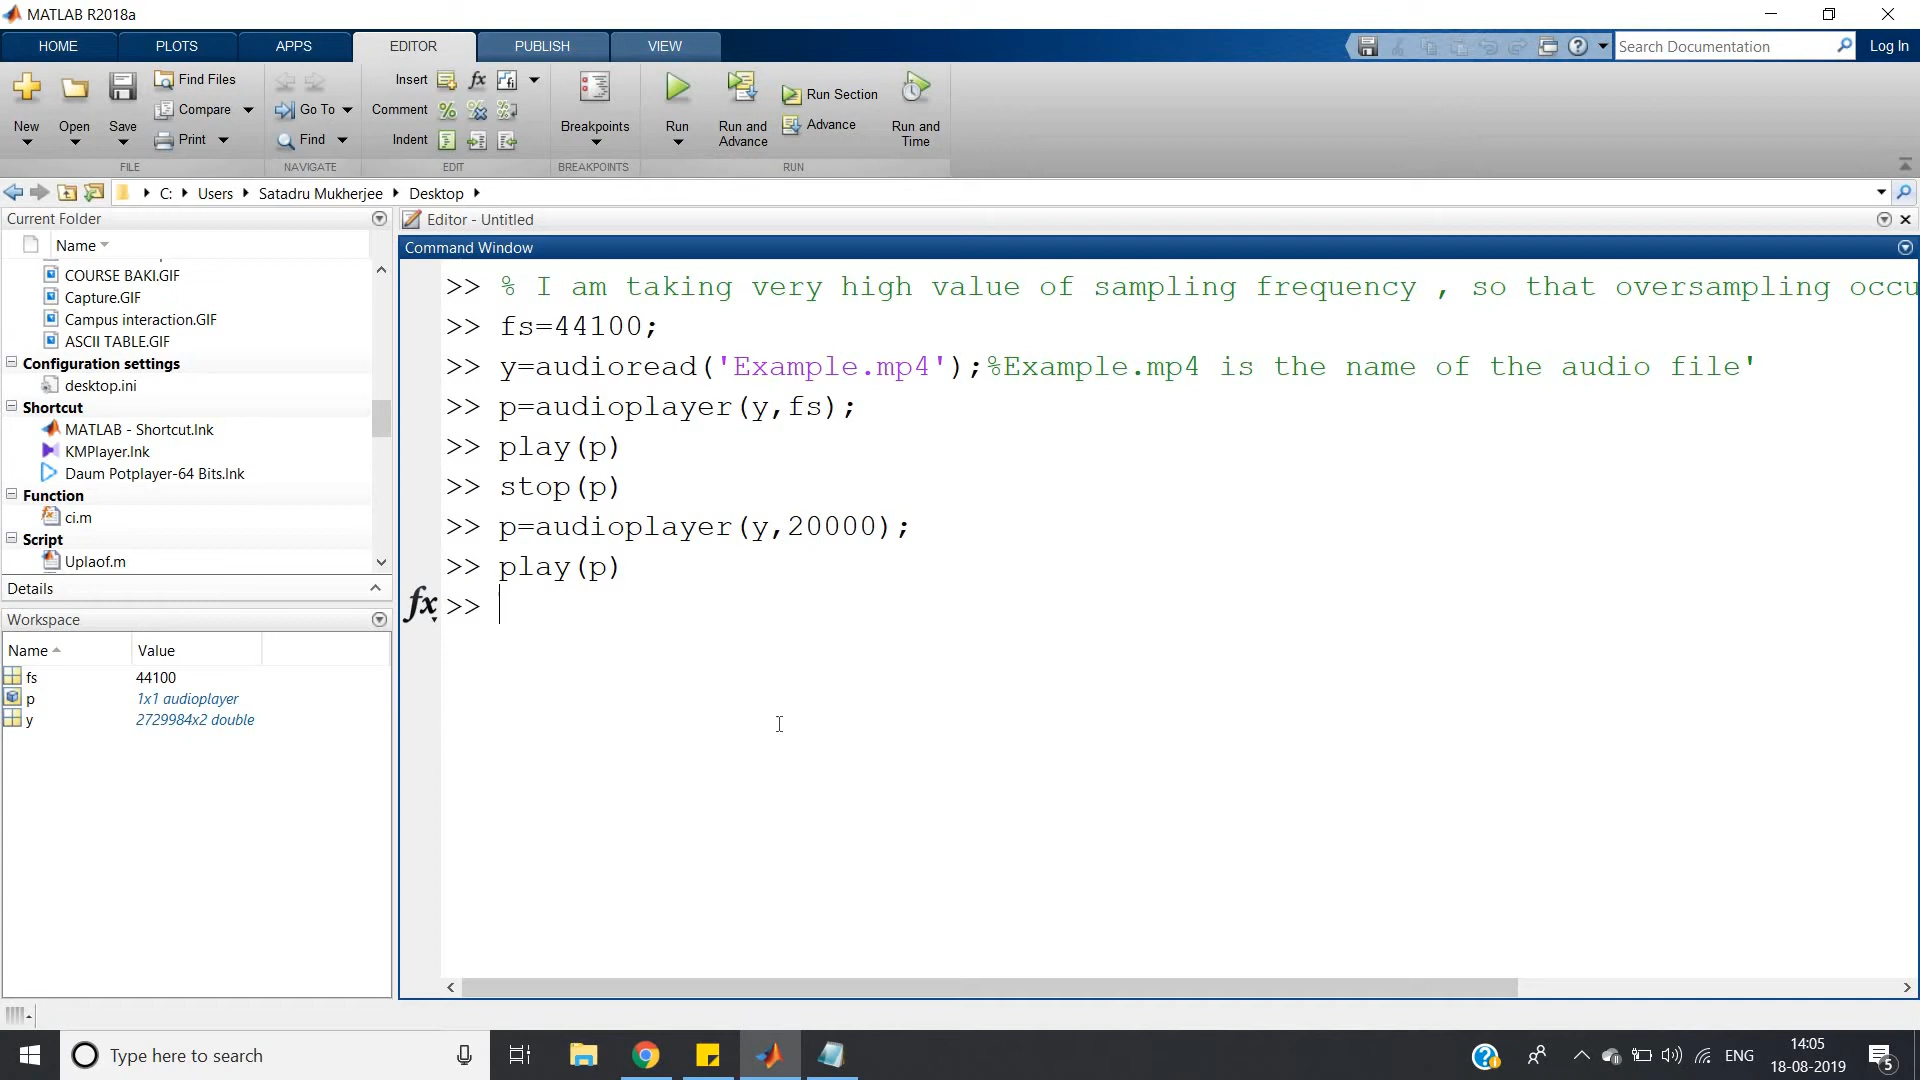 MATLAB R2018a
HOME PLOTS APPS EDITOR PUBLISH VIEW
Search Documentation
Log In
New Open Save
Find Files
Compare
Print
FILE
Go To
Find
NAVIGATE
Insert fx
Comment
Indent
EDIT
Breakpoints
BREAKPOINTS
Run
Run and
Advance
Run Section
Advance
Run and
Time
RUN
C: Users Satadru Mukherjee Desktop
Current Folder
Name
COURSE BAKI.GIF
Capture.GIF
Campus interaction.GIF
ASCII TABLE.GIF
Configuration settings
desktop.ini
Shortcut
MATLAB - Shortcut.lnk
KMPlayer.lnk
Daum Potplayer-64 Bits.lnk
Function
ci.m
Script
Uplaof.m
Details
Workspace
Name Value
fs 44100
p 1x1 audioplayer
y 2729984x2 double
Editor - Untitled
Command Window
>> % I am taking very high value of sampling frequency , so that oversampling occu
>> fs=44100;
>> y=audioread('Example.mp4');%Example.mp4 is the name of the audio file'
>> p=audioplayer(y,fs);
>> play(p)
>> stop(p)
>> p=audioplayer(y,20000);
>> play(p)
fx >>
Type here to search
ENG
14:05
18-08-2019
5